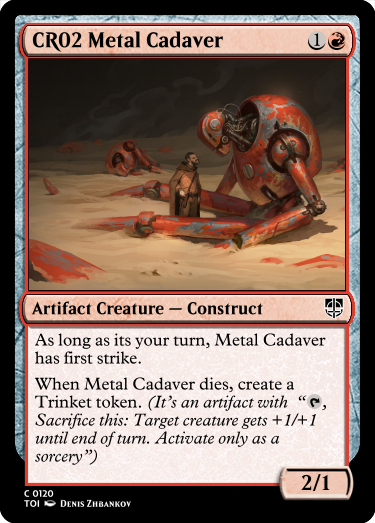 CR02 Metal Cadaver 1
Artifact Creature — Construct
As long as its your turn, Metal Cadaver
has first strike.
When Metal Cadaver dies, create a
Trinket token. (It's an artifact with “,
Sacrifice this: Target creature gets +1/+1
until end of turn. Activate only as a
sorcery”)
2/1
C 0120
TOI DENIS ZHBANKOV